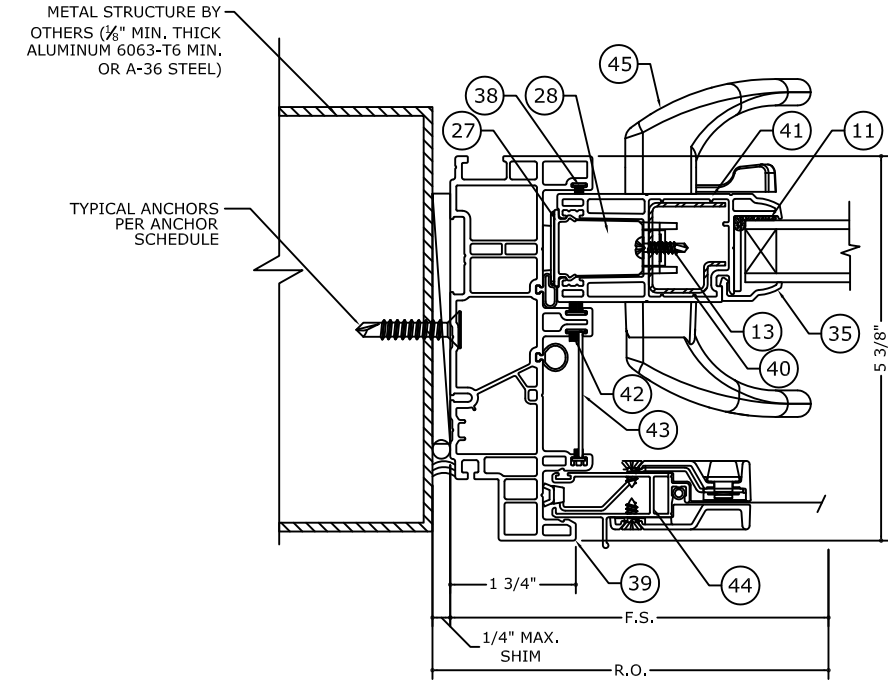 METAL STRUCTURE BY
OTHERS (⅛" MIN. THICK
ALUMINUM 6063-T6 MIN.
OR A-36 STEEL)
45
38
28
27
41
11
TYPICAL ANCHORS
PER ANCHOR
SCHEDULE
13
35
40
42
43
5 3/8"
1 3/4"
39
44
F.S.
1/4" MAX.
SHIM
R.O.